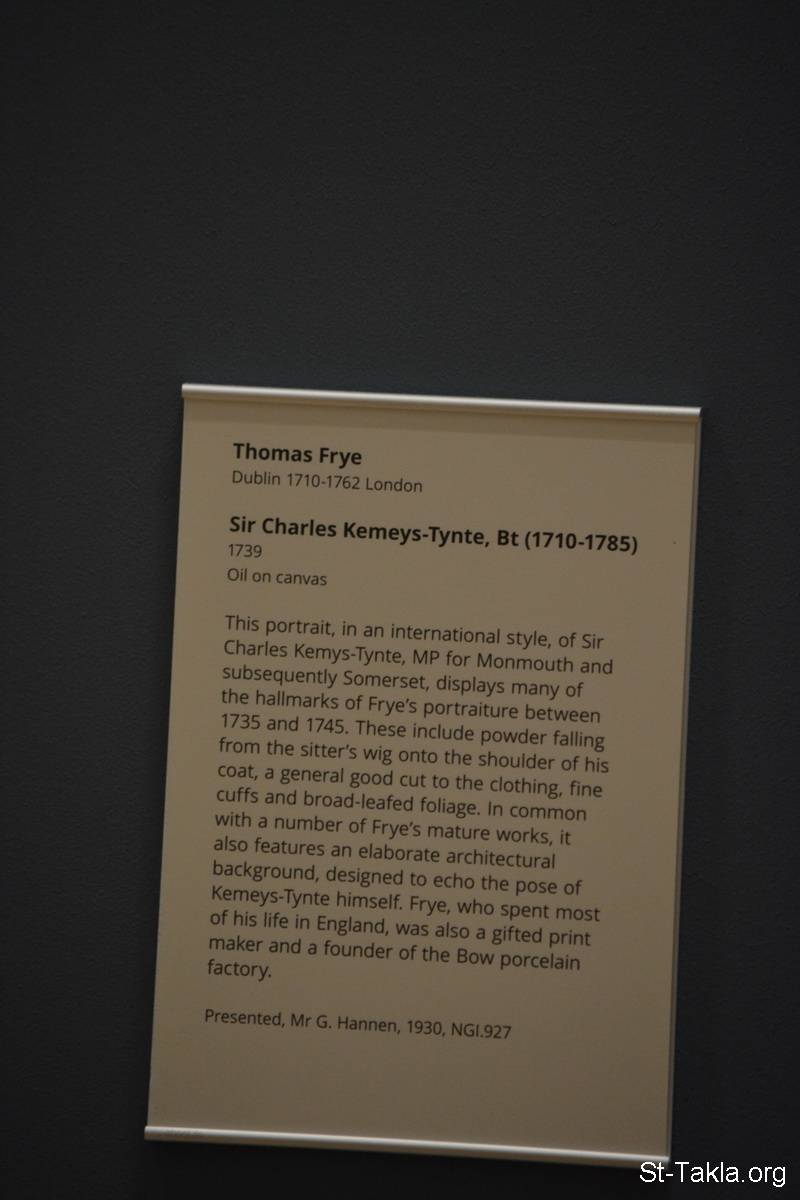 Thomas Frye
Dublin 1710-1762 London
Sir Charles Kemeys-Tynte, Bt (1710-1785)
1739
Oil on canvas
This portrait, in an international style, of Sir
Charles Kemys-Tynte, MP for Monmouth and
subsequently Somerset, displays many of
the hallmarks of Frye's portraiture between
1735 and 1745. These include powder falling
from the sitter's wig onto the shoulder of his
coat, a general good cut to the clothing, fine
cuffs and broad-leafed foliage. In common
with a number of Frye's mature works, it
also features an elaborate architectural
background, designed to echo the pose of
Kemeys-Tynte himself. Frye, who spent most
of his life in England, was also a gifted print
maker and a founder of the Bow porcelain
factory.
Presented, Mr G. Hannen, 1930, NGI.927
St-Takla.org